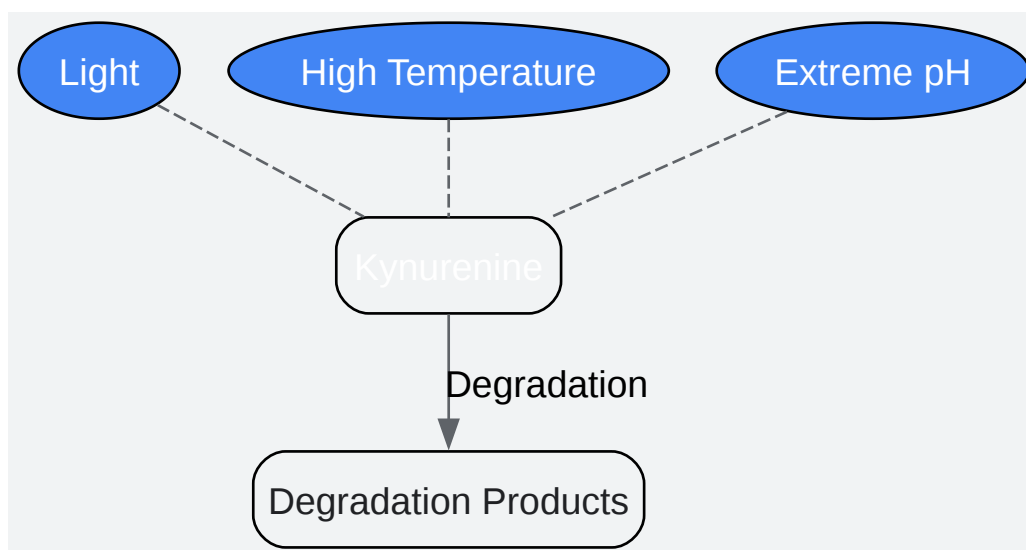 Light
High Temperature
Extreme pH
Kynurenine
Degradation
Degradation Products